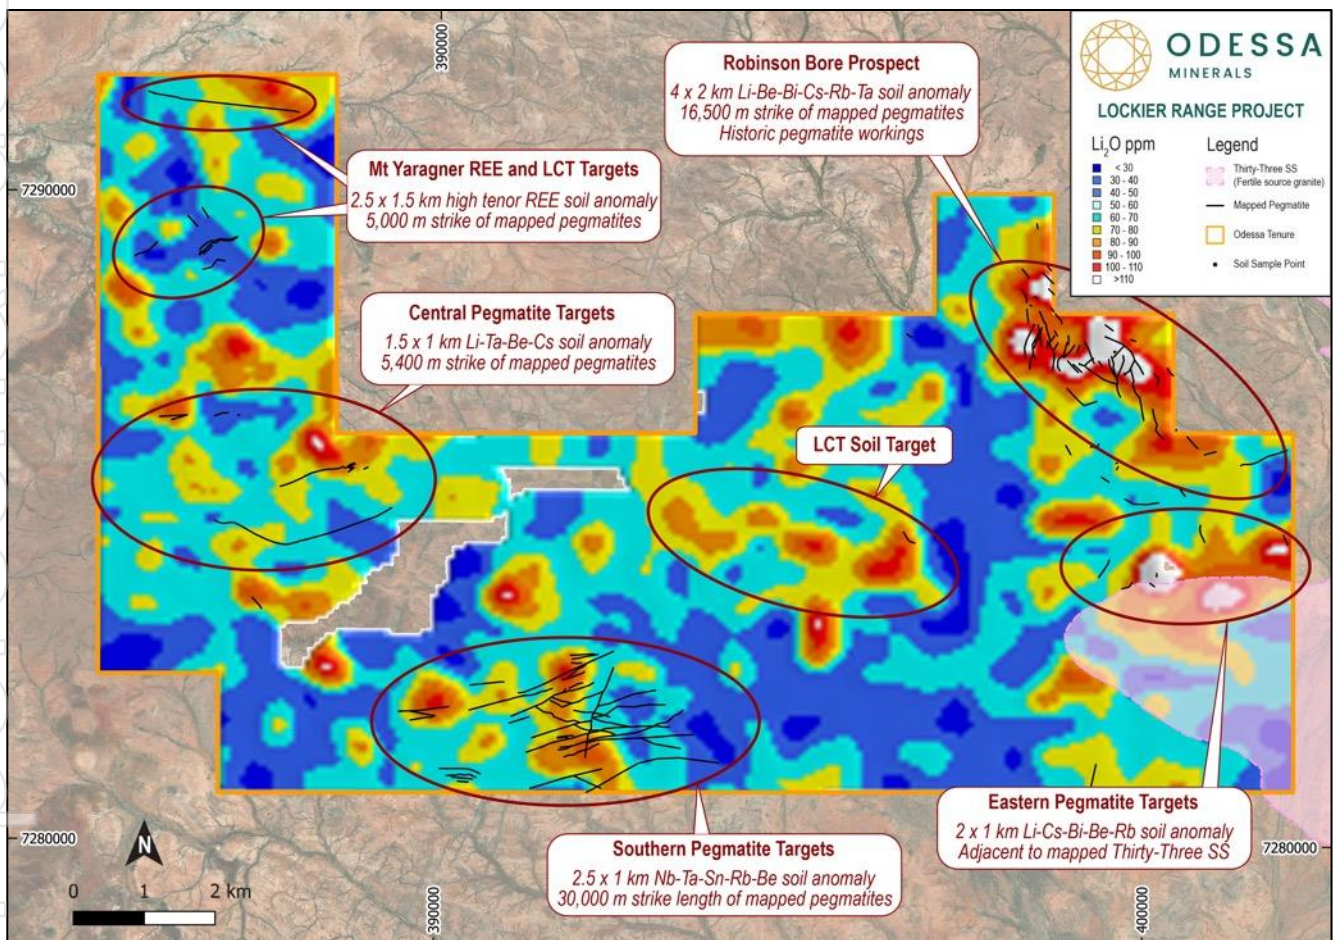 ODESSA
MINERALS
LOCKIER RANGE PROJECT
Li2O ppm
< 30
30 - 40
40 - 50
50 - 60
60 - 70
70 - 80
80 - 90
90 - 100
100 - 110
>110
Legend
Thirty-Three SS
(Fertile source granite)
Mapped Pegmatite
Odessa Tenure
Soil Sample Point
390000
7290000
Robinson Bore Prospect
4 x 2 km Li-Be-Bi-Cs-Rb-Ta soil anomaly
16,500 m strike of mapped pegmatites
Historic pegmatite workings
Mt Yaragner REE and LCT Targets
2.5 x 1.5 km high tenor REE soil anomaly
5,000 m strike of mapped pegmatites
Central Pegmatite Targets
1.5 x 1 km Li-Ta-Be-Cs soil anomaly
5,400 m strike of mapped pegmatites
LCT Soil Target
Eastern Pegmatite Targets
2 x 1 km Li-Cs-Bi-Be-Rb soil anomaly
Adjacent to mapped Thirty-Three SS
Southern Pegmatite Targets
2.5 x 1 km Nb-Ta-Sn-Rb-Be soil anomaly
30,000 m strike length of mapped pegmatites
7280000
7280000
N
0 1 2 km
390000
400000